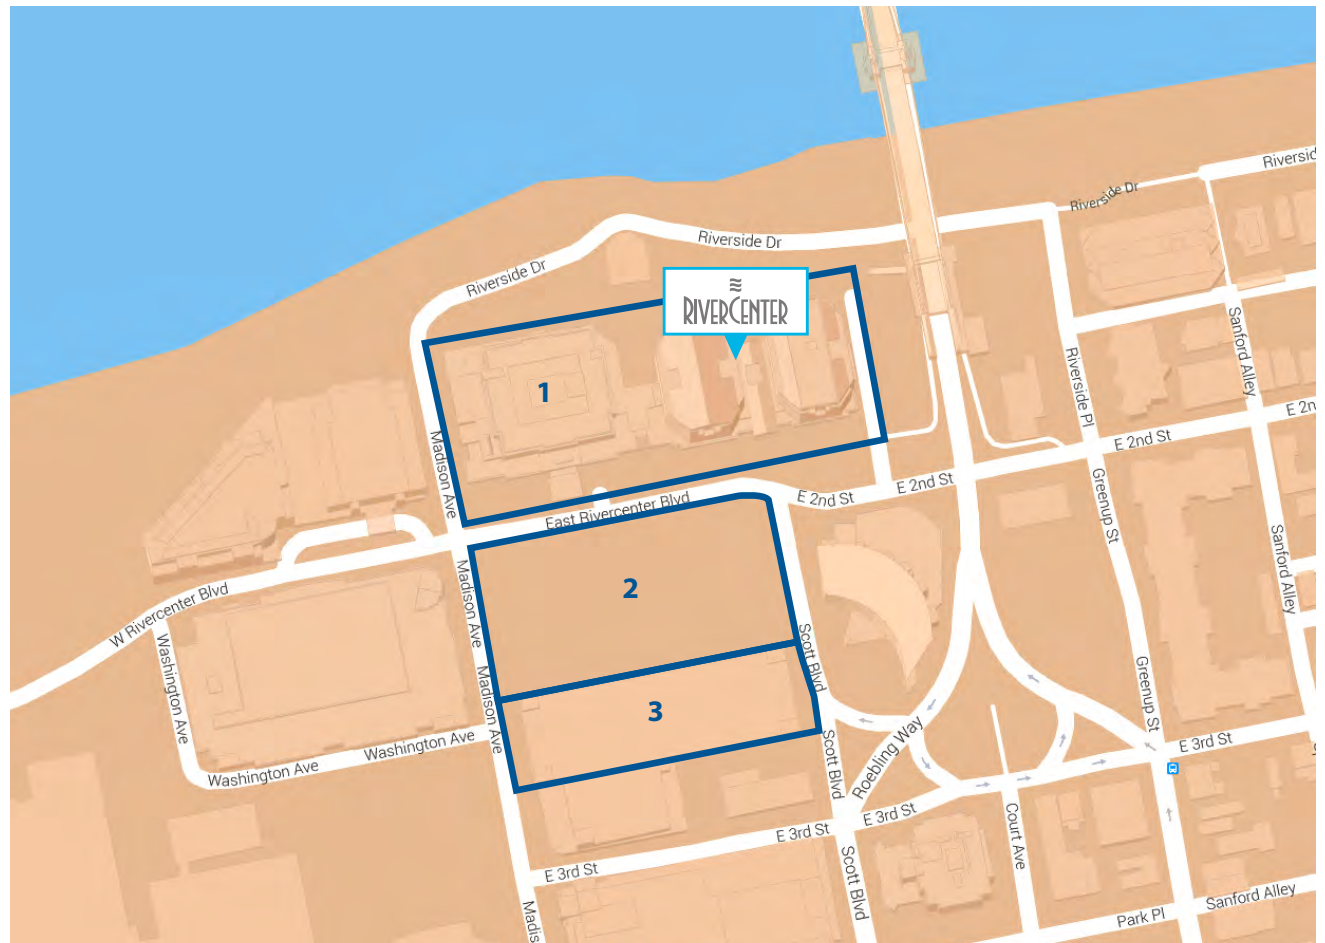 Riversid
Riverside Dr
Riverside Dr
Riverside Dr
≋
RIVERCENTER
Sanford Alley
Riverside Pl
1
E 2n
E 2nd St
Madison Ave
E 2nd St
E 2nd St
East Rivercenter Blvd
Greenup St
Sanford Alley
2
W Rivercenter Blvd
Madison Ave
Washington Ave
Scott Blvd
Madison Ave
Greenup St
3
Washington Ave
Washington Ave
Scott Blvd
Roebling Way
E 3rd St
E 3rd St
E 3rd St
Court Ave
E 3rd St
Scott Blvd
Madis
Park Pl
Sanford Alley